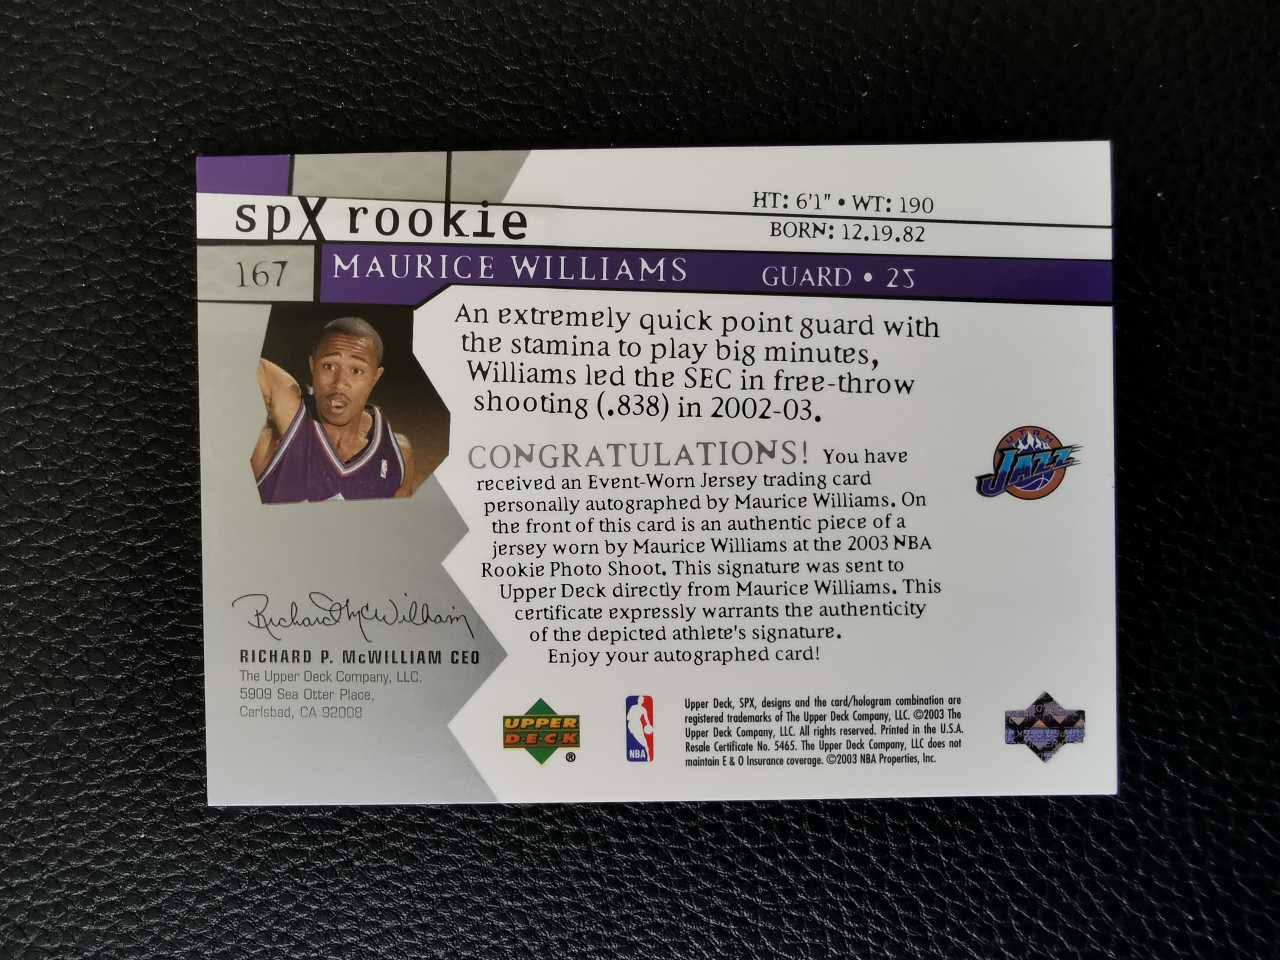 HT: 6'1" • WT: 190
spX rookie
BORN: 12.19.82
167
MAURICE WILLIAMS
GUARD • 25
An extremely quick point guard with
the stamina to play big minutes,
Williams led the SEC in free-throw
shooting (.838) in 2002-03.
CONGRATULATIONS! You have
received an Event-Worn Jersey trading card
personally autographed by Maurice Williams. On
the front of this card is an authentic piece of a
jersey worn by Maurice Williams at the 2003 NBA
Rookie Photo Shoot. This signature was sent to
Upper Deck directly from Maurice Williams. This
certificate expressly warrants the authenticity
of the depicted athlete's signature.
Enjoy your autographed card!
UTAH
JAZZ
Richard P. McWilliam
RICHARD P. McWILLIAM CEO
The Upper Deck Company, LLC.
5909 Sea Otter Place,
Carlsbad, CA 92008
UPPER
DECK
®
NBA
Upper Deck, SPX, designs and the card/hologram combination are
registered trademarks of The Upper Deck Company, LLC. ©2003 The
Upper Deck Company, LLC. All rights reserved. Printed in the U.S.A.
Resale Certificate No. 5465. The Upper Deck Company, LLC does not
maintain E & O Insurance coverage. ©2003 NBA Properties, Inc.